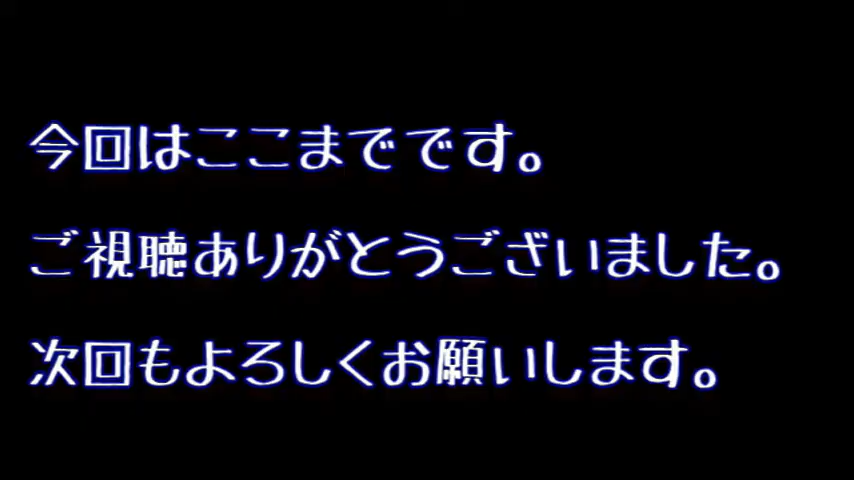 今回はここまでです。
ご視聴ありがとうございました。
次回もよろしくお願いします。